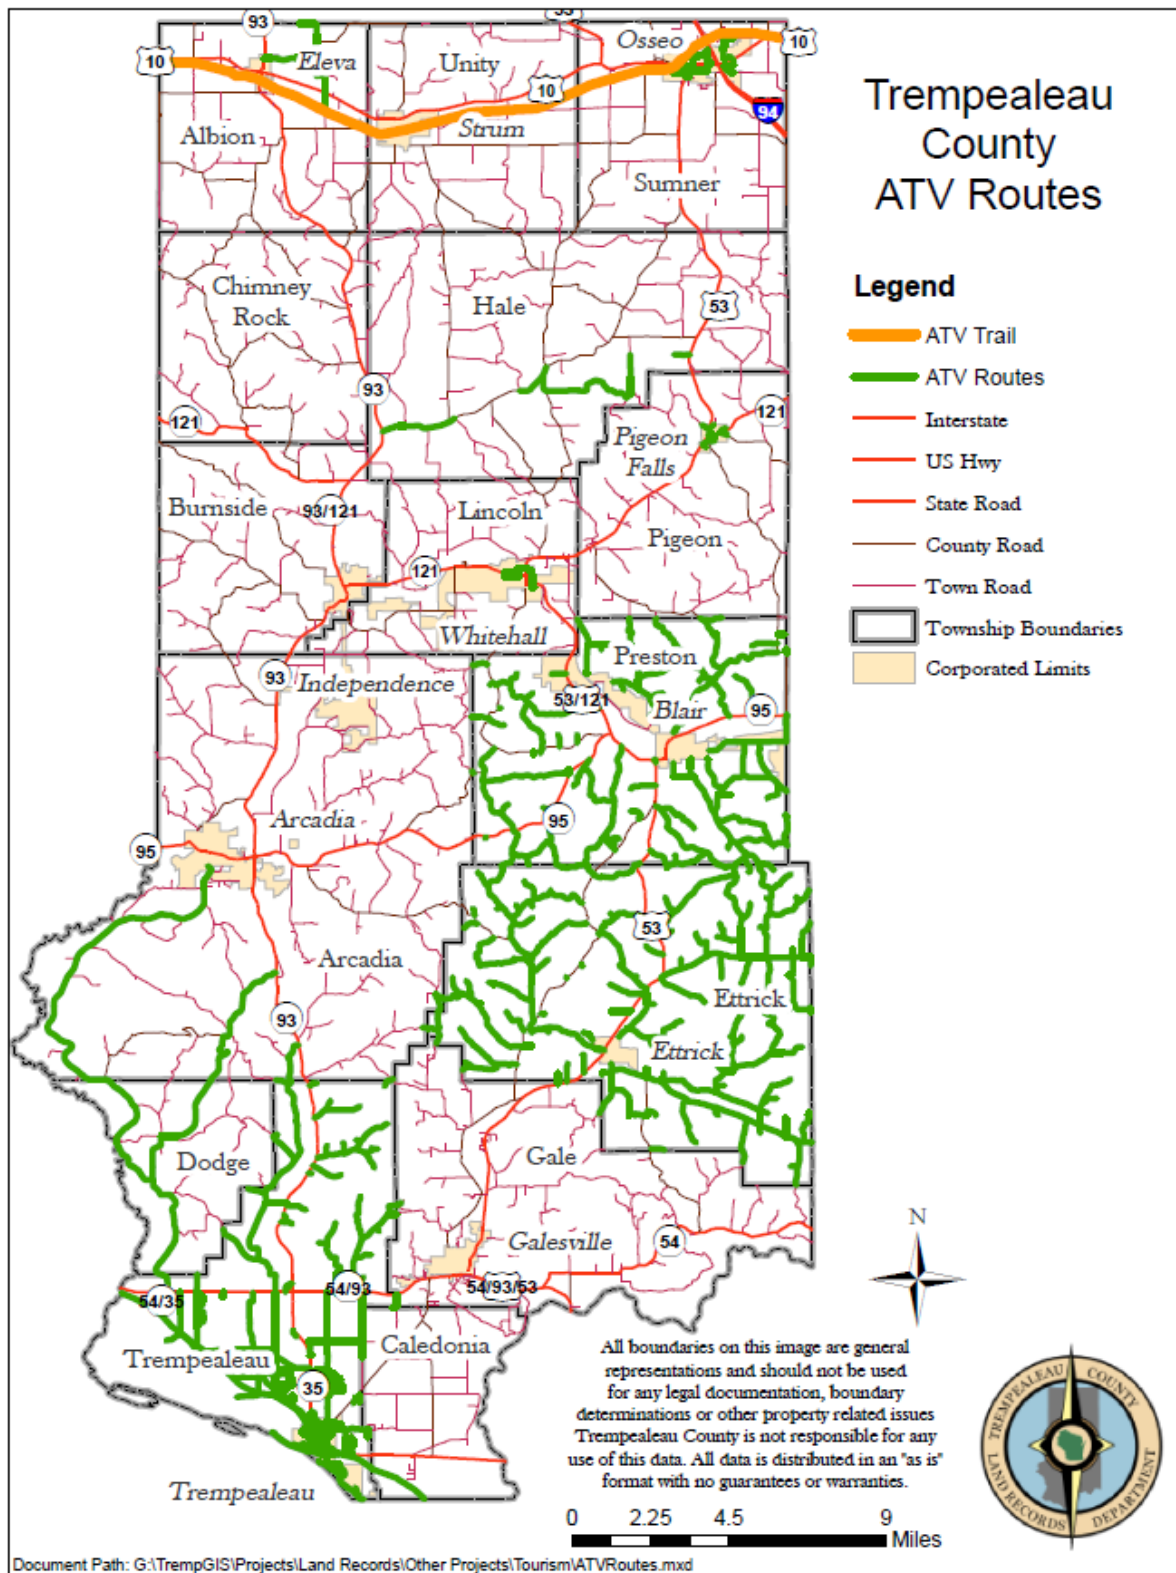 Trempealeau
County
ATV Routes
Legend
ATV Trail
ATV Routes
Interstate
US Hwy
State Road
County Road
Town Road
Township Boundaries
Corporated Limits
93
53
10
Eleva
Unity
Osseo
10
10
94
Albion
Strum
Sumner
Chimney
Rock
Hale
53
93
121
121
Pigeon
Falls
Burnside
93/121
Lincoln
Pigeon
121
Whitehall
Preston
93
Independence
53/121
Blair
95
Arcadia
95
95
53
Arcadia
Ettrick
93
Ettrick
Dodge
Gale
Galesville
54
54/35
54/93
54/93/53
Trempealeau
Caledonia
35
Trempealeau
N
All boundaries on this image are general
representations and should not be used
for any legal documentation, boundary
determinations or other property related issues
Trempealeau County is not responsible for any
use of this data. All data is distributed in an "as is"
format with no guarantees or warranties.
0 2.25 4.5 9
Miles
TREMPEALEAU COUNTY
LAND RECORDS DEPARTMENT
Document Path: G:\TrempGIS\Projects\Land Records\Other Projects\Tourism\ATVRoutes.mxd